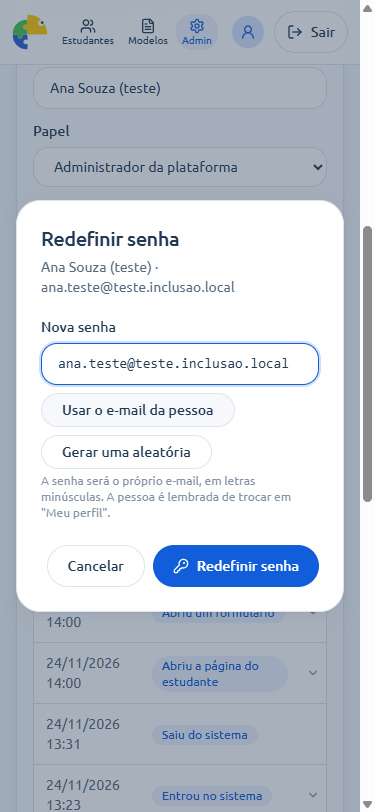 Estudantes
Modelos
Admin
Sair
Ana Souza (teste)
Papel
Administrador da plataforma
Redefinir senha
Ana Souza (teste) ·
ana.teste@teste.inclusao.local
Nova senha
ana.teste@teste.inclusao.local
Usar o e-mail da pessoa
Gerar uma aleatória
A senha será o próprio e-mail, em letras
minúsculas. A pessoa é lembrada de trocar em
"Meu perfil".
Cancelar
Redefinir senha
Abriu um formulário
14:00
24/11/2026
14:00
Abriu a página do
estudante
24/11/2026
13:31
Saiu do sistema
24/11/2026
13:23
Entrou no sistema